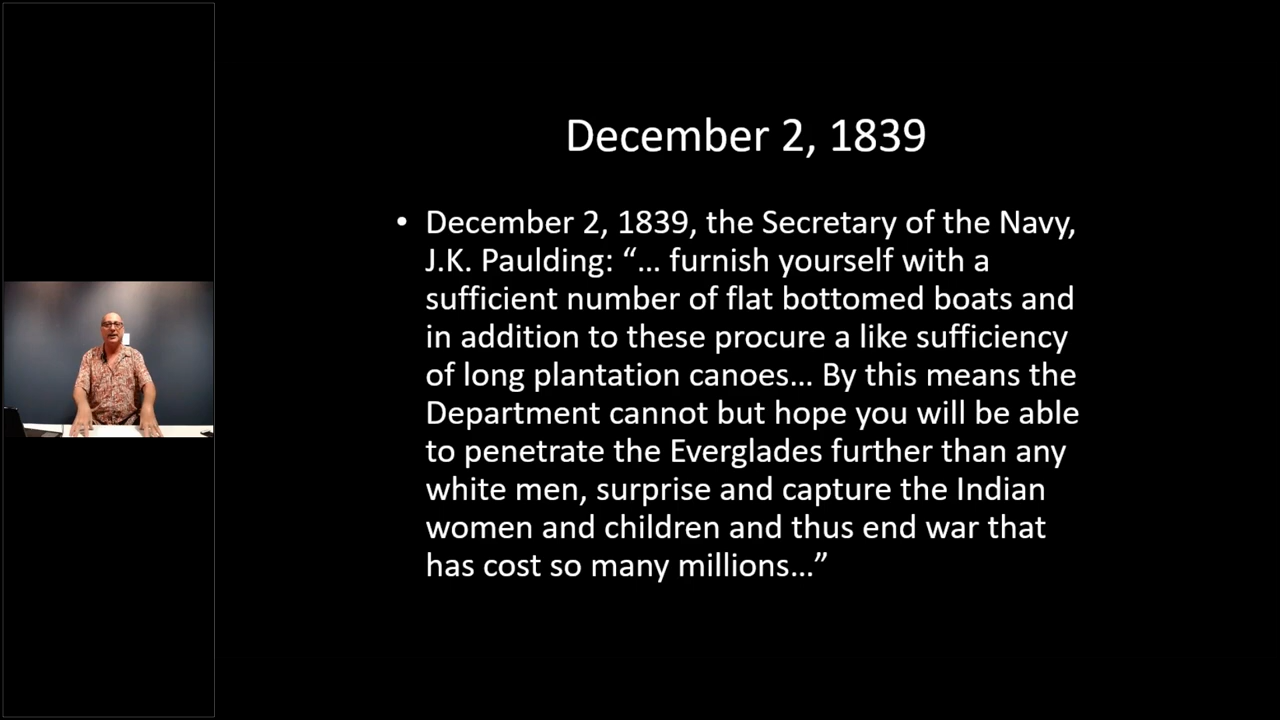 December 2, 1839
• December 2, 1839, the Secretary of the Navy,
J.K. Paulding: “… furnish yourself with a
sufficient number of flat bottomed boats and
in addition to these procure a like sufficiency
of long plantation canoes… By this means the
Department cannot but hope you will be able
to penetrate the Everglades further than any
white men, surprise and capture the Indian
women and children and thus end war that
has cost so many millions…”